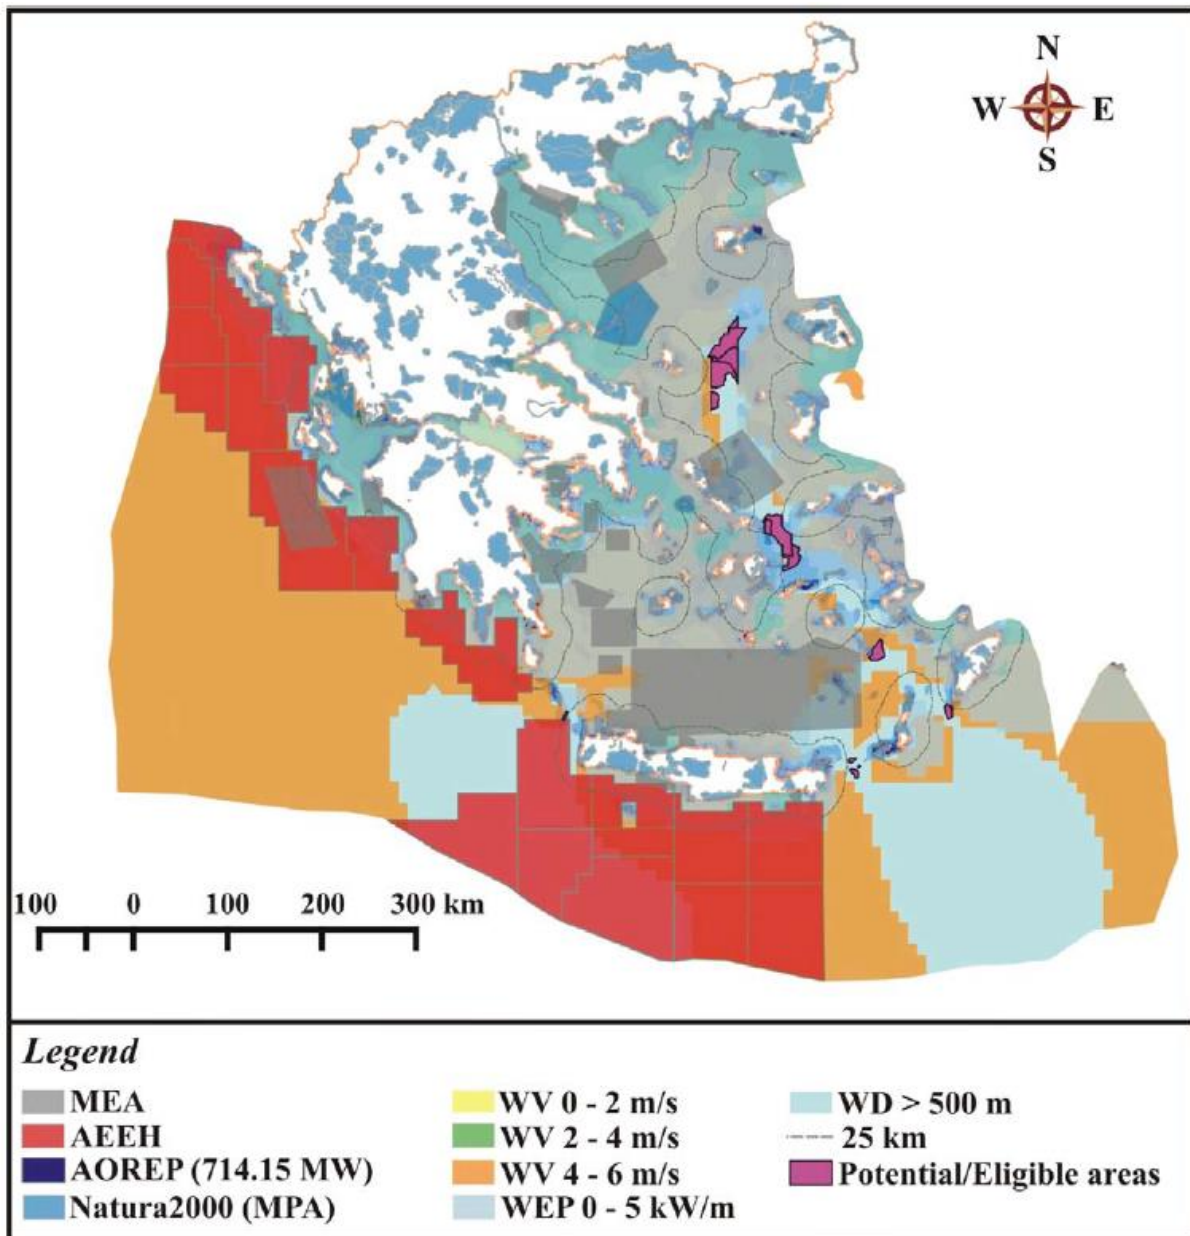 N
W E
S
100 0 100 200 300 km
Legend
MEA
AEEH
AOREP (714.15 MW)
Natura2000 (MPA)
WV 0 - 2 m/s
WV 2 - 4 m/s
WV 4 - 6 m/s
WEP 0 - 5 kW/m
WD > 500 m
25 km
Potential/Eligible areas